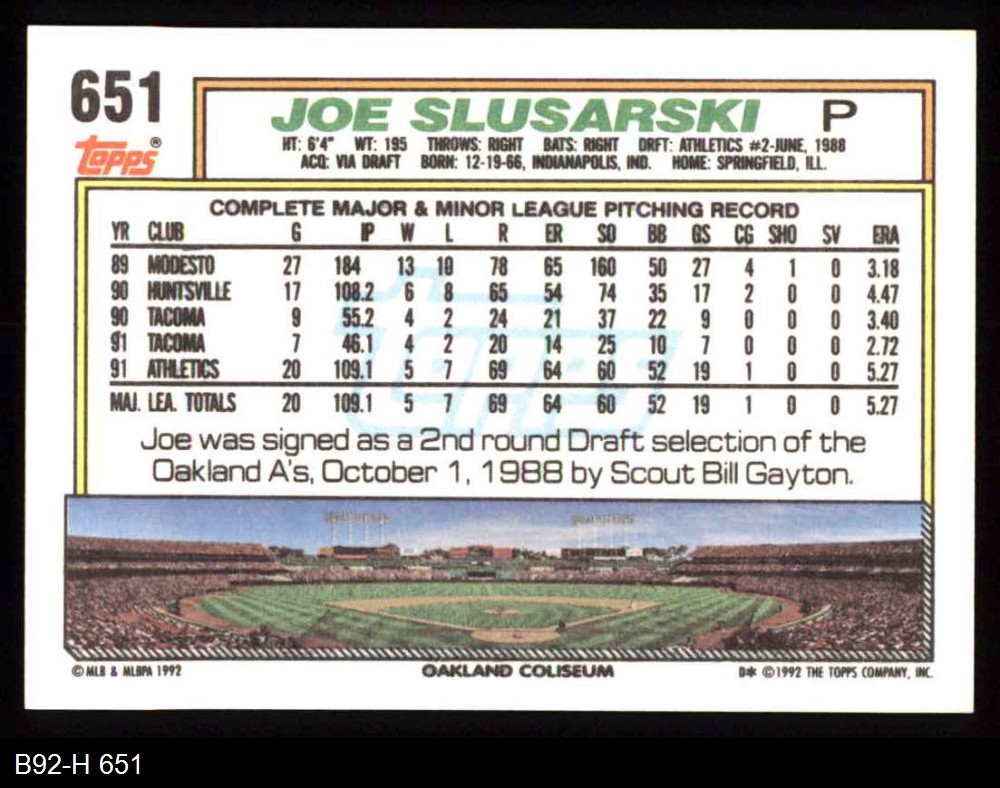 651
topps®
JOE SLUSARSKI P
HT: 6'4" WT: 195 THROWS: RIGHT BATS: RIGHT DRFT: ATHLETICS #2-JUNE, 1988
ACQ: VIA DRAFT BORN: 12-19-66, INDIANAPOLIS, IND. HOME: SPRINGFIELD, ILL.
COMPLETE MAJOR & MINOR LEAGUE PITCHING RECORD
YR CLUB G IP W L R ER SO BB GS CG SHO SV ERA
89 MODESTO 27 184 13 10 78 65 160 50 27 4 1 0 3.18
90 HUNTSVILLE 17 108.2 6 8 65 54 74 35 17 2 0 0 4.47
90 TACOMA 9 55.2 4 2 24 21 37 22 9 0 0 0 3.40
91 TACOMA 7 46.1 4 2 20 14 25 10 7 0 0 0 2.72
91 ATHLETICS 20 109.1 5 7 69 64 60 52 19 1 0 0 5.27
MAJ. LEA. TOTALS 20 109.1 5 7 69 64 60 52 19 1 0 0 5.27
topps
Joe was signed as a 2nd round Draft selection of the
Oakland A's, October 1, 1988 by Scout Bill Gayton.
© MLB & MLBPA 1992 OAKLAND COLISEUM D* © 1992 THE TOPPS COMPANY, INC.
B92-H 651